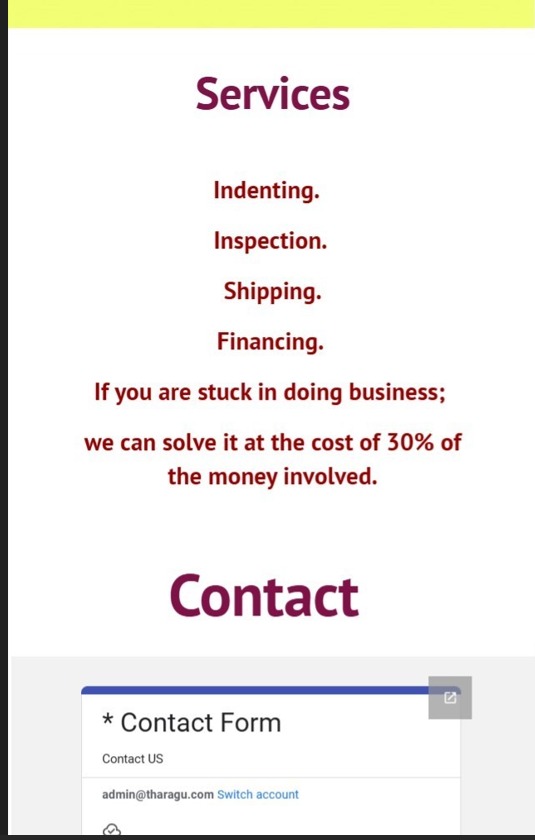 Services
Indenting.
Inspection.
Shipping.
Financing.
If you are stuck in doing business;
we can solve it at the cost of 30% of
the money involved.
Contact
* Contact Form
Contact US
admin@tharagu.com Switch account